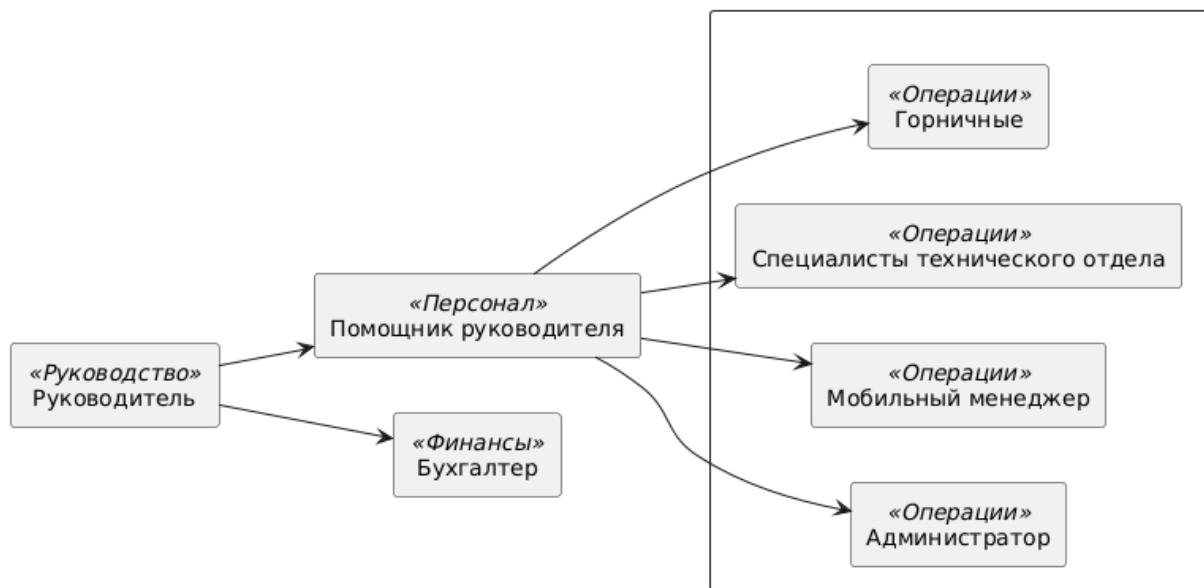 «Операции»
Горничные
«Операции»
Специалисты технического отдела
«Персонал»
Помощник руководителя
«Руководство»
Руководитель
«Операции»
Мобильный менеджер
«Финансы»
Бухгалтер
«Операции»
Администратор